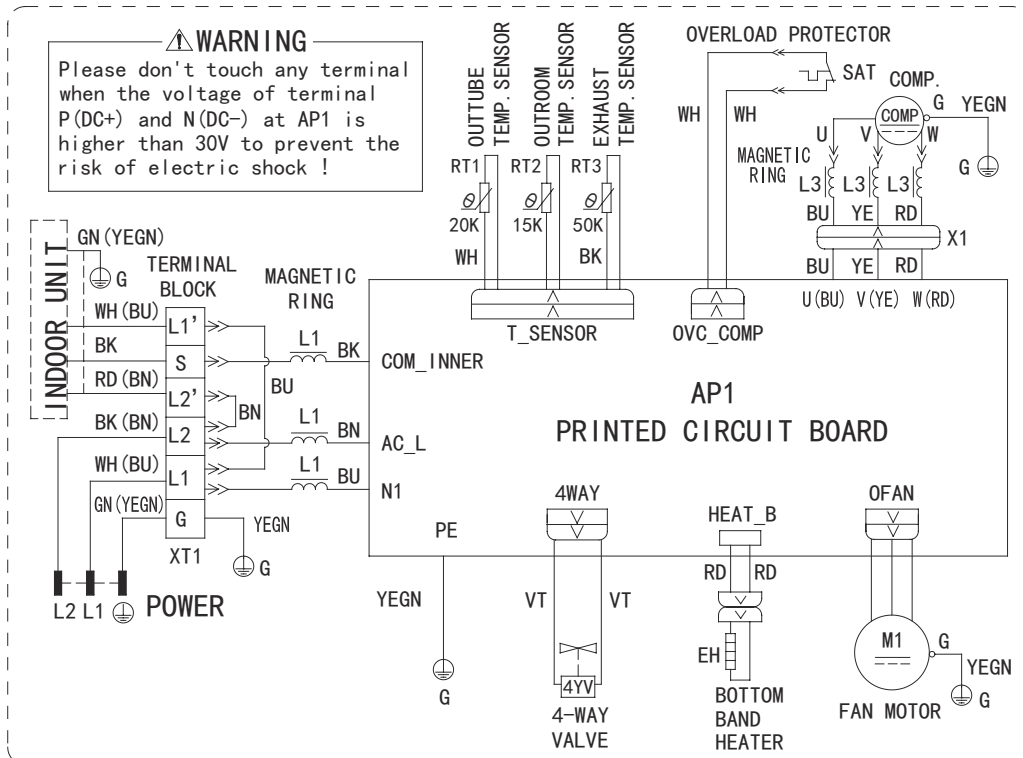 WARNING
Please don't touch any terminal
when the voltage of terminal
P(DC+) and N(DC-) at AP1 is
higher than 30V to prevent the
risk of electric shock !
OUTTUBE
TEMP. SENSOR
OUTROOM
TEMP. SENSOR
EXHAUST
TEMP. SENSOR
RT1 RT2 RT3
θ θ θ
20K 15K 50K
WH BK
T_SENSOR
OVERLOAD PROTECTOR
SAT
WH WH
OVC_COMP
COMP.
COMP
G YEGN
G
U V W
MAGNETIC
RING
L3 L3 L3
BU YE RD
X1
BU YE RD
U(BU) V(YE) W(RD)
INDOOR UNIT
GN(YEGN)
G
TERMINAL
BLOCK
MAGNETIC
RING
WH(BU) L1'
BK S L1 BK COM_INNER
RD(BN) L2' BU
BN
BK(BN) L2 L1 BN AC_L
WH(BU) L1 L1 BU N1
GN(YEGN) G YEGN
G
XT1
L2 L1 POWER
AP1
PRINTED CIRCUIT BOARD
PE
YEGN
G
4WAY
VT VT
4YV
4-WAY
VALVE
HEAT_B
RD RD
EH
BOTTOM
BAND
HEATER
OFAN
M1
G
YEGN
G
FAN MOTOR